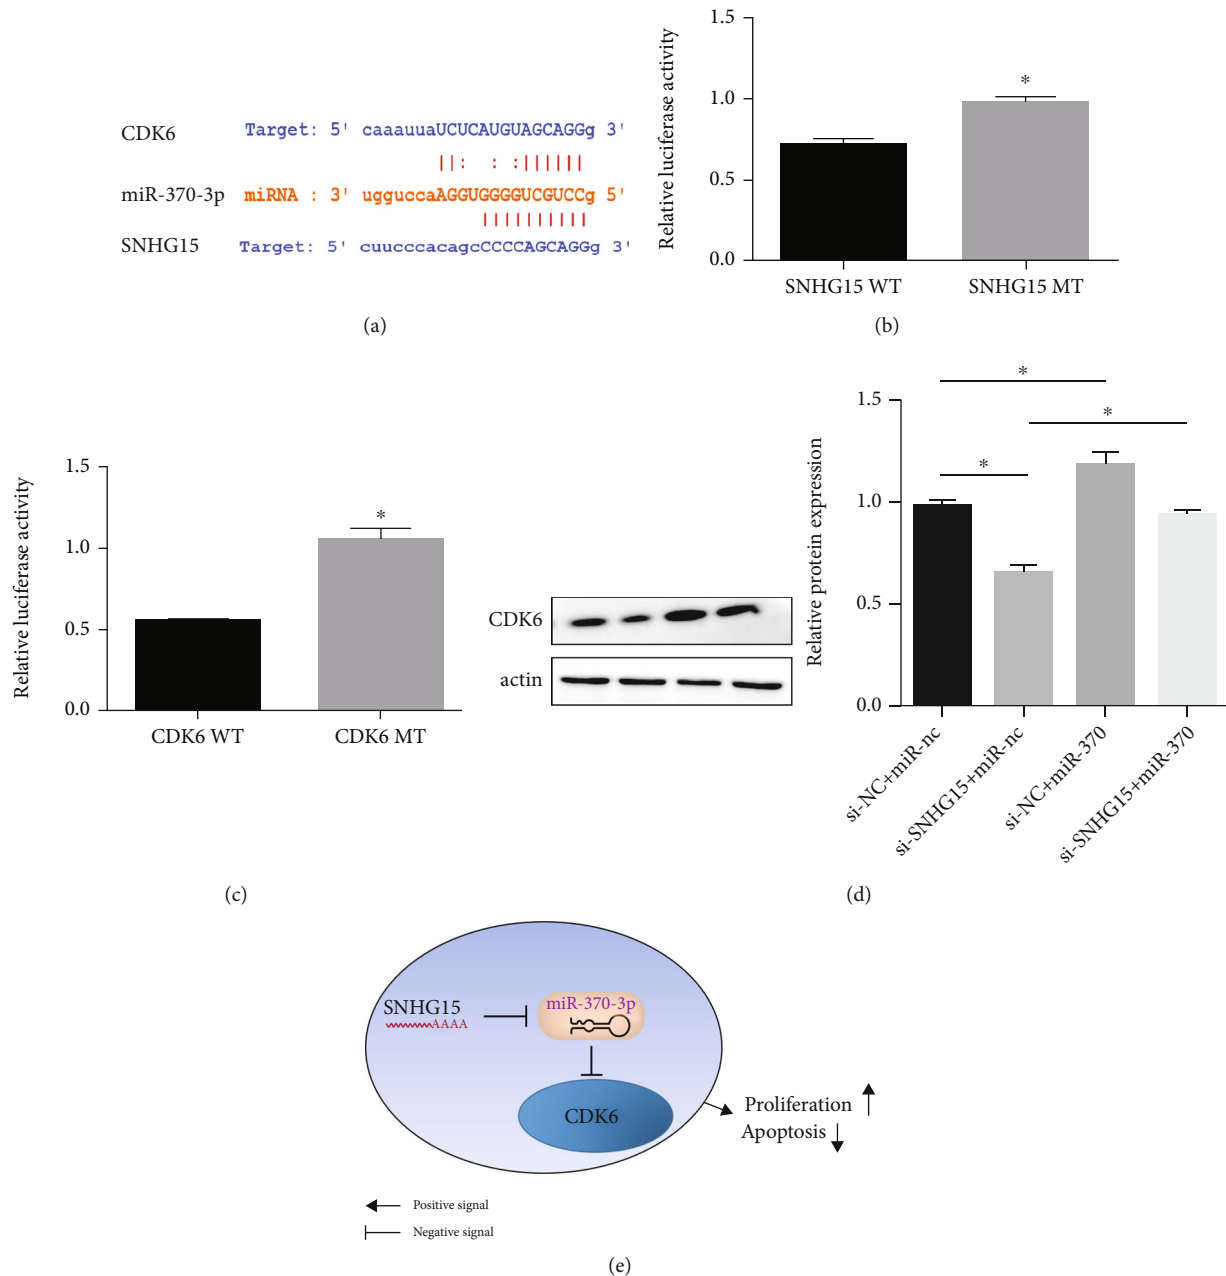 CDK6 Target: 5' caaauuaUCUCAUGUAGCAGGg 3'
miR-370-3p miRNA : 3' ugguccaAGGUGGGGUCGUCCg 5'
SNHG15 Target: 5' cuucccacagcCCCCAGCAGGg 3'
(a)
Relative luciferase activity
1.5
1.0
0.5
0.0
*
SNHG15 WT SNHG15 MT
(b)
Relative luciferase activity
1.5
1.0
0.5
0.0
*
CDK6 WT CDK6 MT
(c)
CDK6
actin
Relative protein expression
1.5
1.0
0.5
0.0
*
*
*
si-NC+miR-nc
si-SNHG15+miR-nc
si-NC+miR-370
si-SNHG15+miR-370
(d)
SNHG15
AAAA
miR-370-3p
CDK6
Proliferation
Apoptosis
Positive signal
Negative signal
(e)